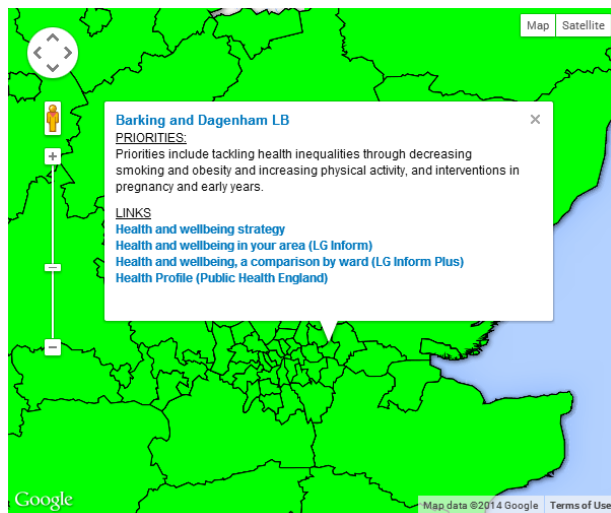 Map Satellite
Barking and Dagenham LB
PRIORITIES:
Priorities include tackling health inequalities through decreasing
smoking and obesity and increasing physical activity, and interventions in
pregnancy and early years.
LINKS
Health and wellbeing strategy
Health and wellbeing in your area (LG Inform)
Health and wellbeing, a comparison by ward (LG Inform Plus)
Health Profile (Public Health England)
Google
Map data ©2014 Google Terms of Use